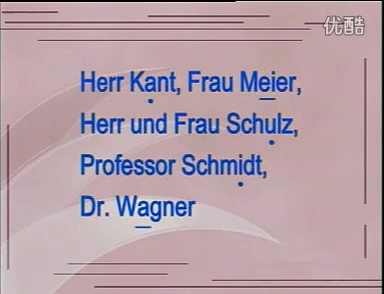 优酷
Herr Kant, Frau Meier,
Herr und Frau Schulz,
Professor Schmidt,
Dr. Wagner